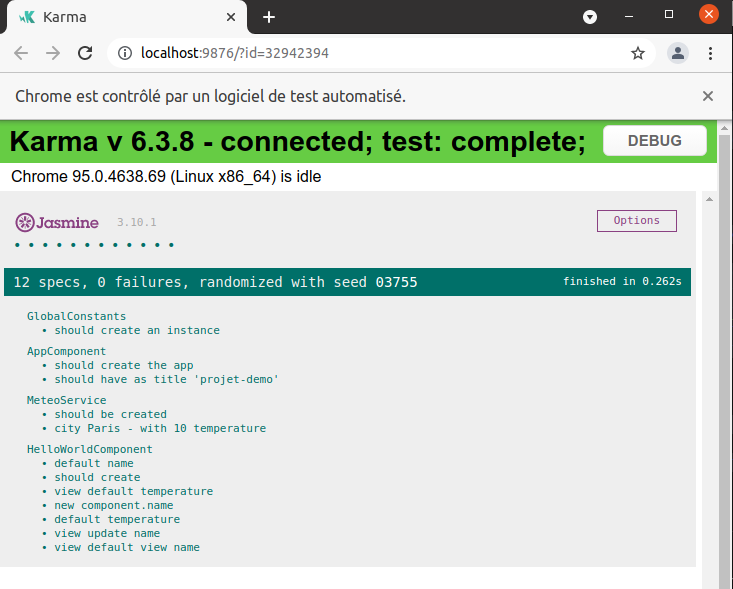 Karma
localhost:9876/?id=32942394
Chrome est contrôlé par un logiciel de test automatisé.
Karma v 6.3.8 - connected; test: complete;
DEBUG
Chrome 95.0.4638.69 (Linux x86_64) is idle
Jasmine 3.10.1
Options
• • • • • • • • • • • •
12 specs, 0 failures, randomized with seed 03755
finished in 0.262s
GlobalConstants
• should create an instance
AppComponent
• should create the app
• should have as title 'projet-demo'
MeteoService
• should be created
• city Paris - with 10 temperature
HelloWorldComponent
• default name
• should create
• view default temperature
• new component.name
• default temperature
• view update name
• view default view name